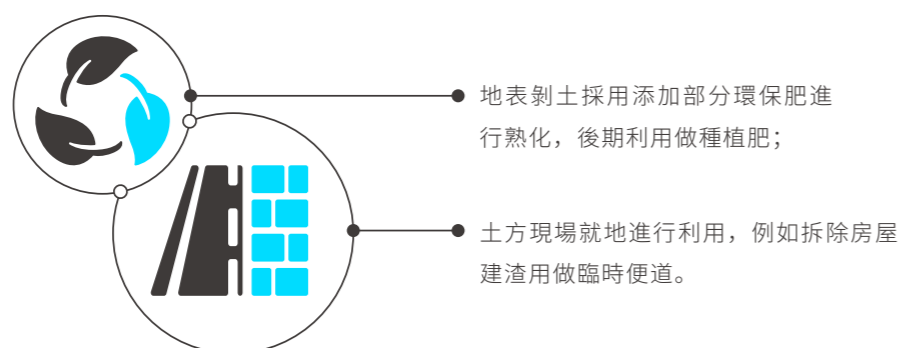 地表剝土採用添加部分環保肥進
行熟化，後期利用做種植肥；
土方現場就地進行利用，例如拆除房屋
建渣用做臨時便道。